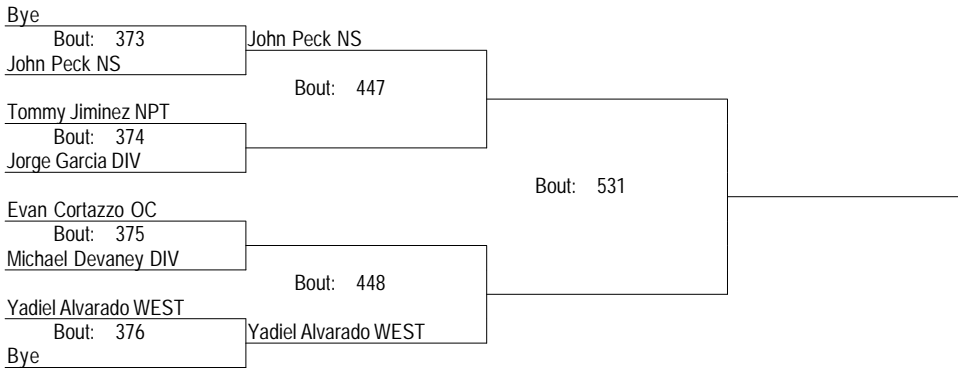 Bye
Bout: 373
John Peck NS
John Peck NS
Bout: 447
Tommy Jiminez NPT
Bout: 374
Jorge Garcia DIV
Bout: 531
Evan Cortazzo OC
Bout: 375
Michael Devaney DIV
Bout: 448
Yadiel Alvarado WEST
Bout: 376
Yadiel Alvarado WEST
Bye